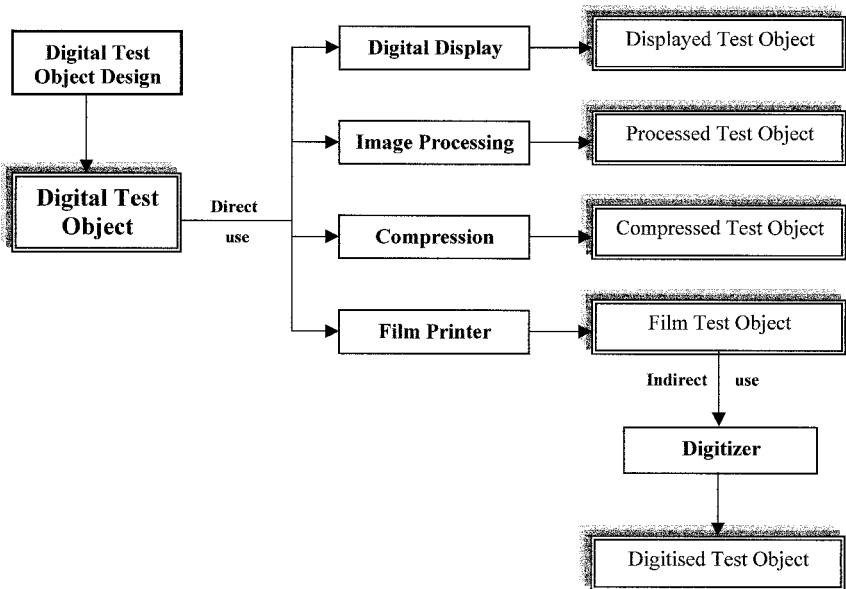 Digital Test
Object Design
Digital Test
Object
Direct
use
Digital Display
Displayed Test Object
Image Processing
Processed Test Object
Compression
Compressed Test Object
Film Printer
Film Test Object
Indirect use
Digitizer
Digitised Test Object